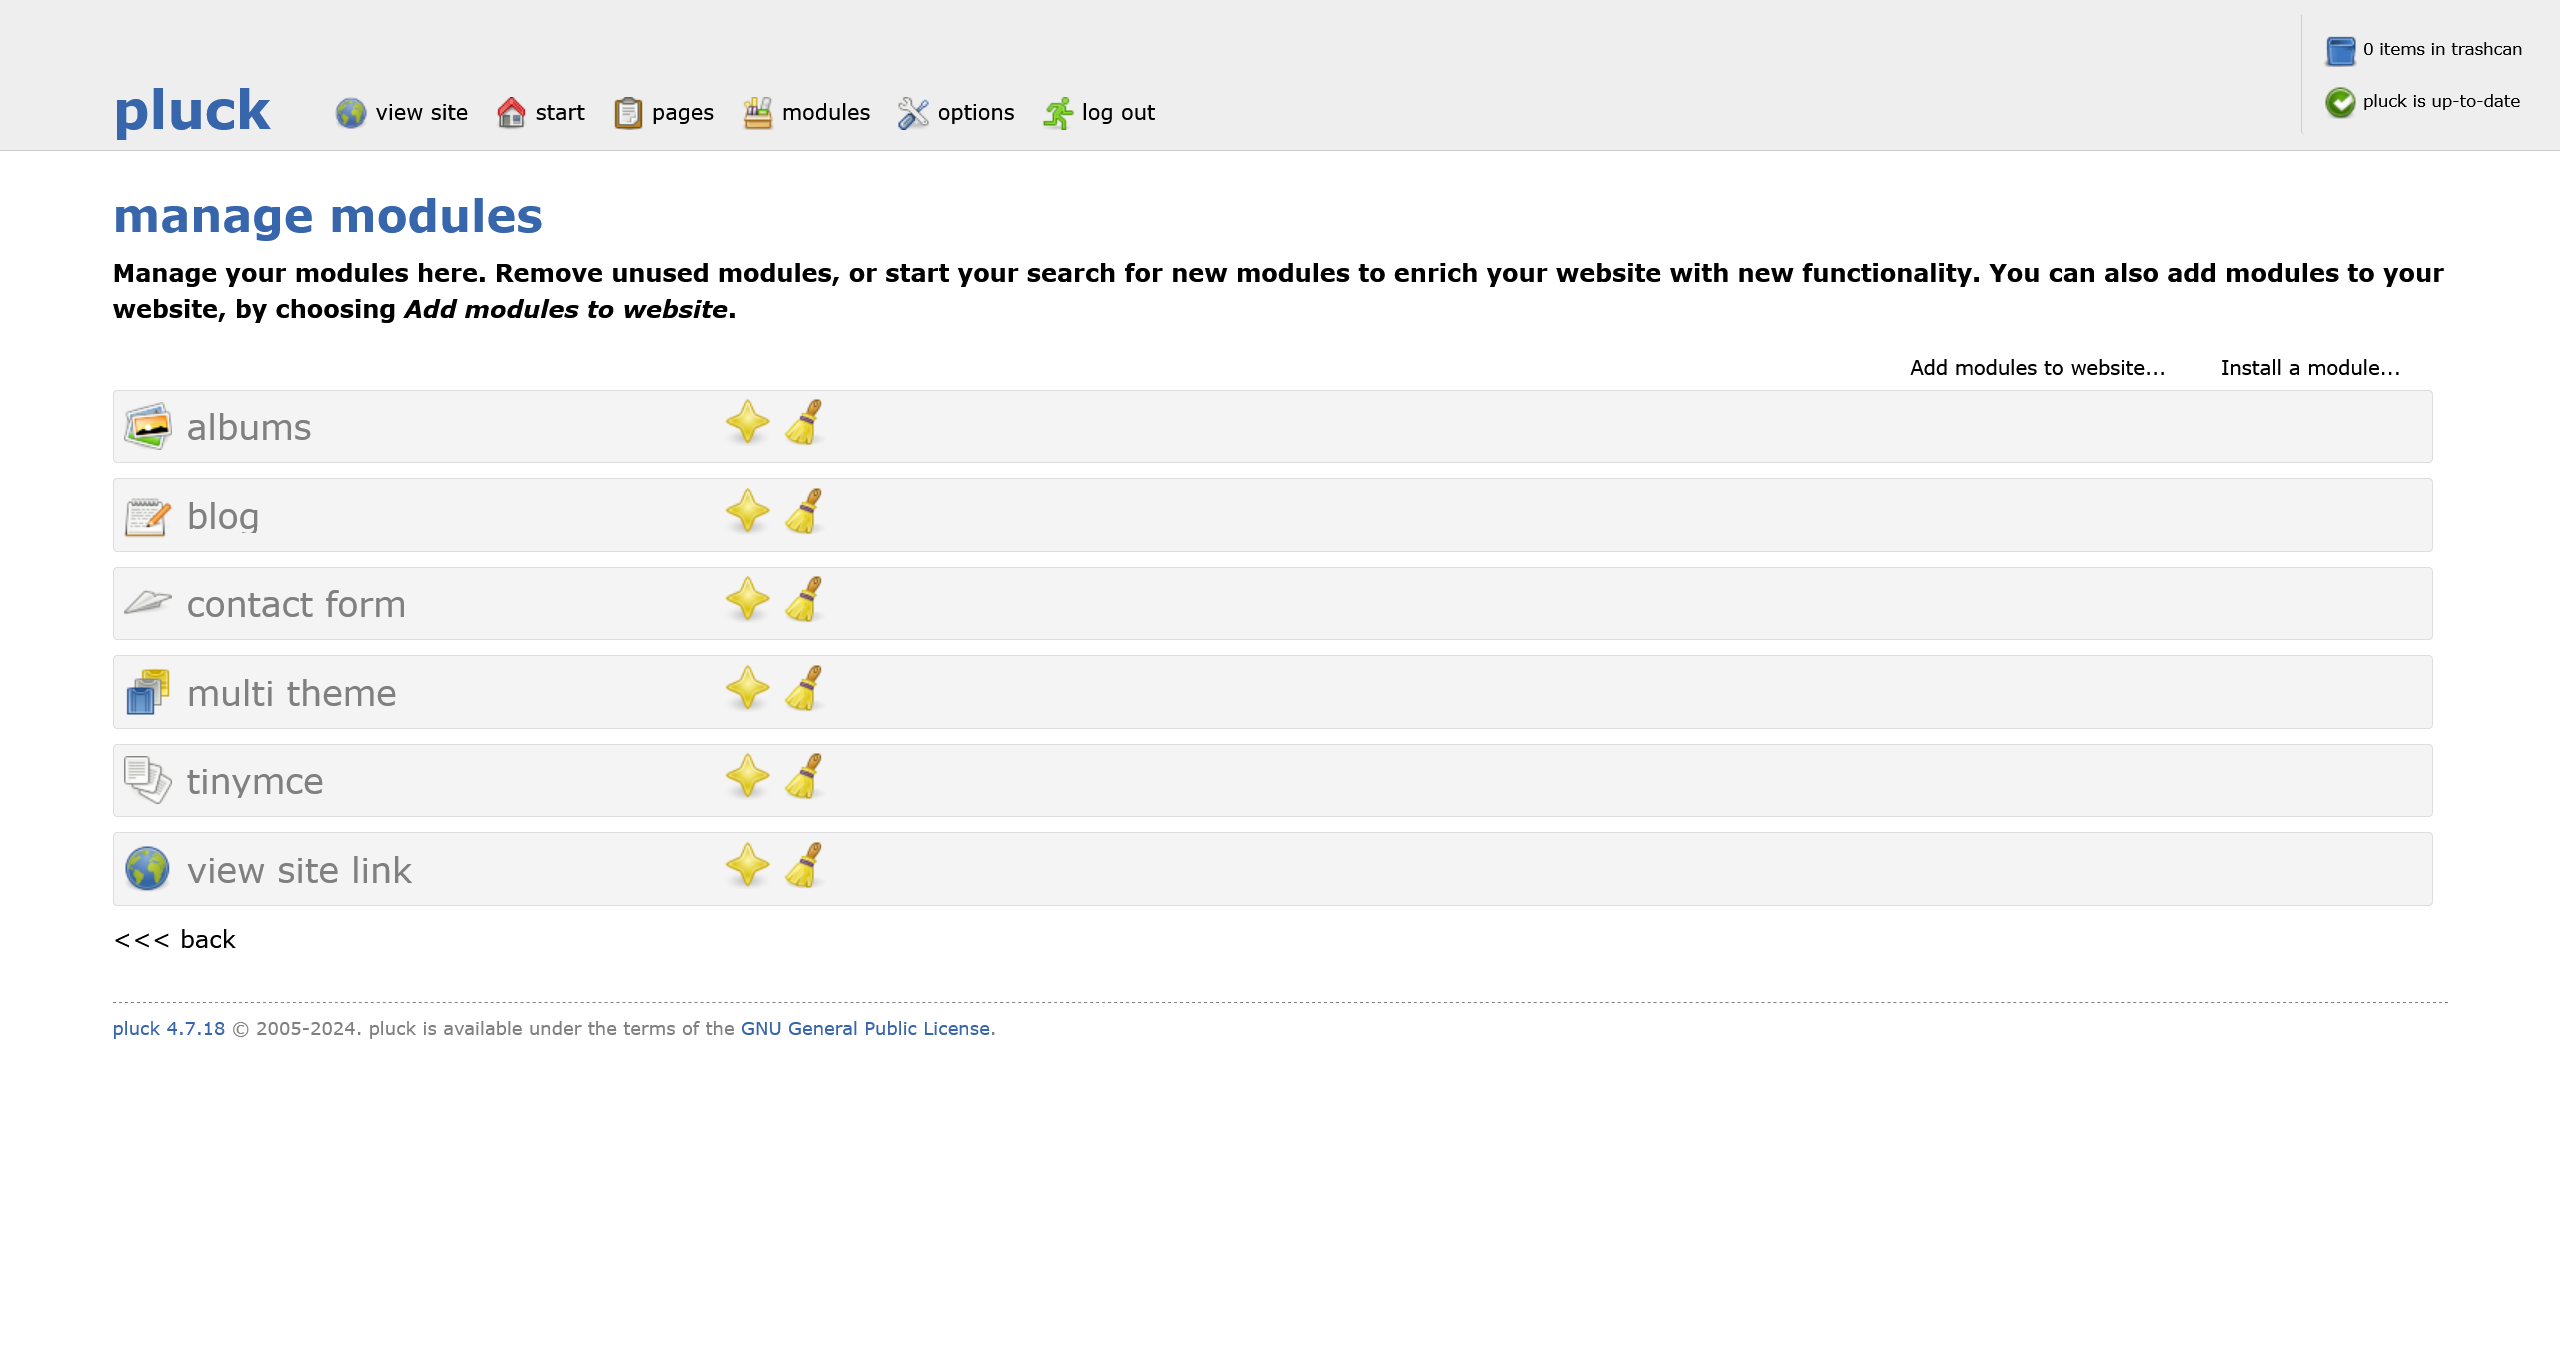 0 items in trashcan
pluck is up-to-date
pluck
view site
start
pages
modules
options
log out
manage modules
Manage your modules here. Remove unused modules, or start your search for new modules to enrich your website with new functionality. You can also add modules to your
website, by choosing Add modules to website.
Add modules to website...
Install a module...
albums
blog
contact form
multi theme
tinymce
view site link
<<< back
pluck 4.7.18 © 2005-2024. pluck is available under the terms of the GNU General Public License.